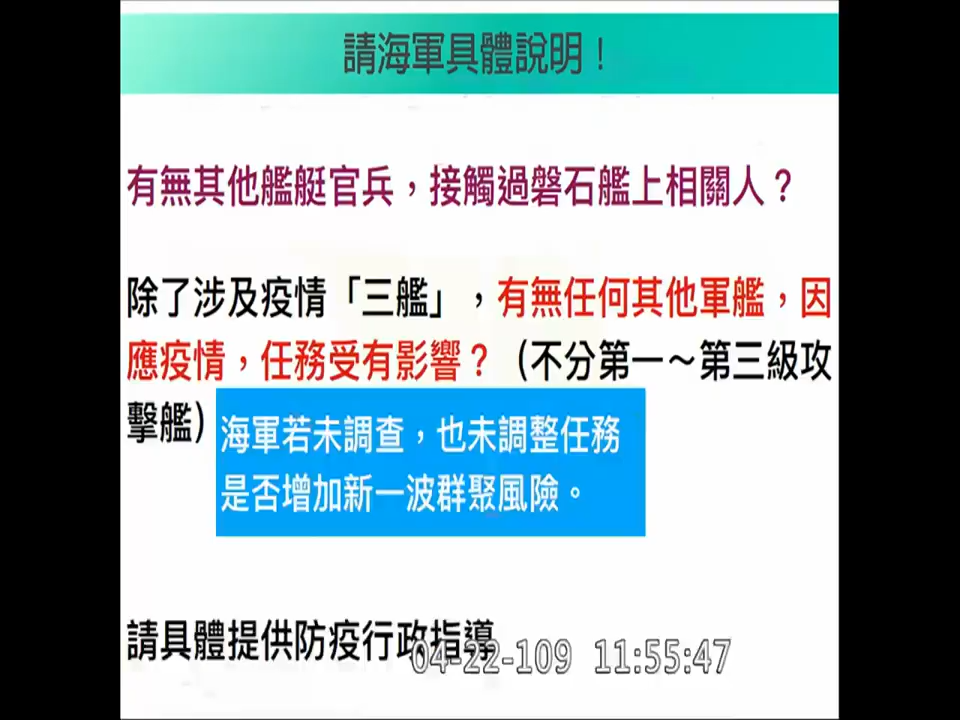 請海軍具體說明！
有無其他艦艇官兵，接觸過磐石艦上相關人？
除了涉及疫情「三艦」，有無任何其他軍艦，因
應疫情，任務受有影響？（不分第一～第三級攻
擊艦）
海軍若未調查，也未調整任務
是否增加新一波群聚風險。
請具體提供防疫行政指導
04-22-109 11:55:47